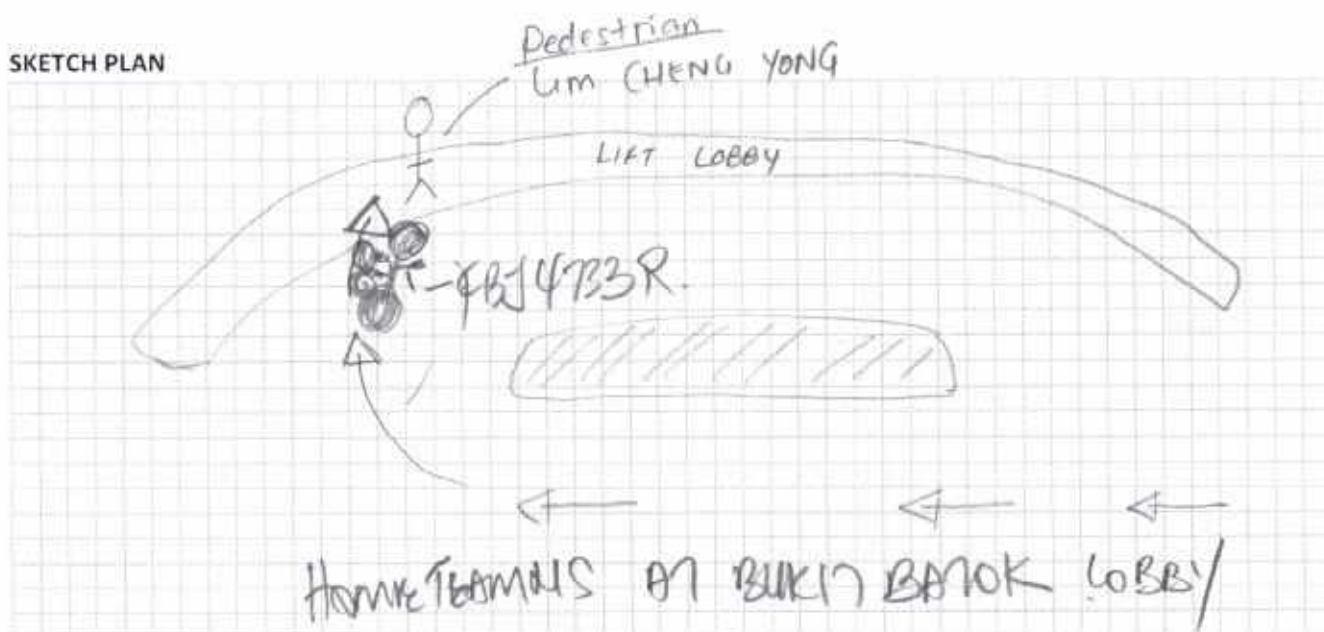 SKETCH PLAN
Pedestrian
Lim CHENG YONG
LIFT LOBBY
FBJ4733R.
HOMETEAMNS AT BUKIT BATOK LOBBY